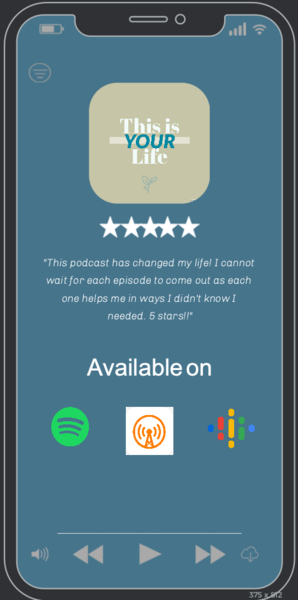 This is
YOUR
Life
"This podcast has changed my life! I cannot
wait for each episode to come out as each
one helps me in ways I didn't know I
needed. 5 stars!!"
Available on
375 x 812